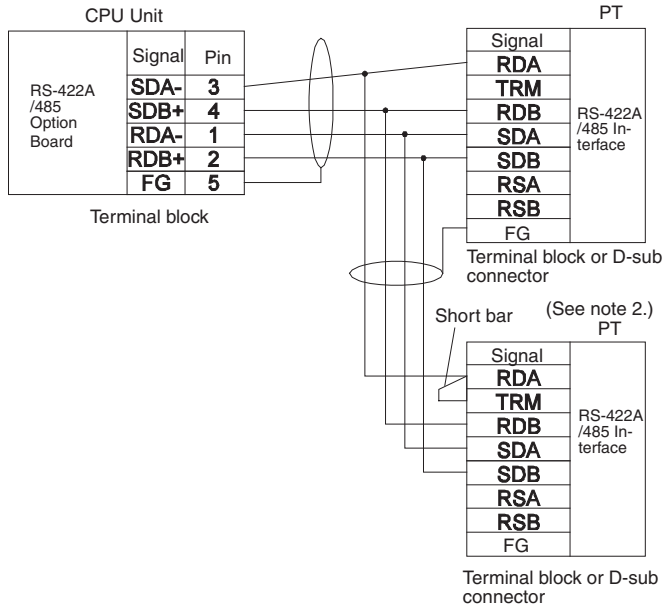 CPU Unit
RS-422A
/485
Option
Board
Signal Pin
SDA- 3
SDB+ 4
RDA- 1
RDB+ 2
FG 5
Terminal block
PT
Signal
RDA
TRM
RDB
SDA
SDB
RSA
RSB
FG
RS-422A
/485 In-
terface
Terminal block or D-sub
connector
Short bar
(See note 2.)
PT
Signal
RDA
TRM
RDB
SDA
SDB
RSA
RSB
FG
RS-422A
/485 In-
terface
Terminal block or D-sub
connector